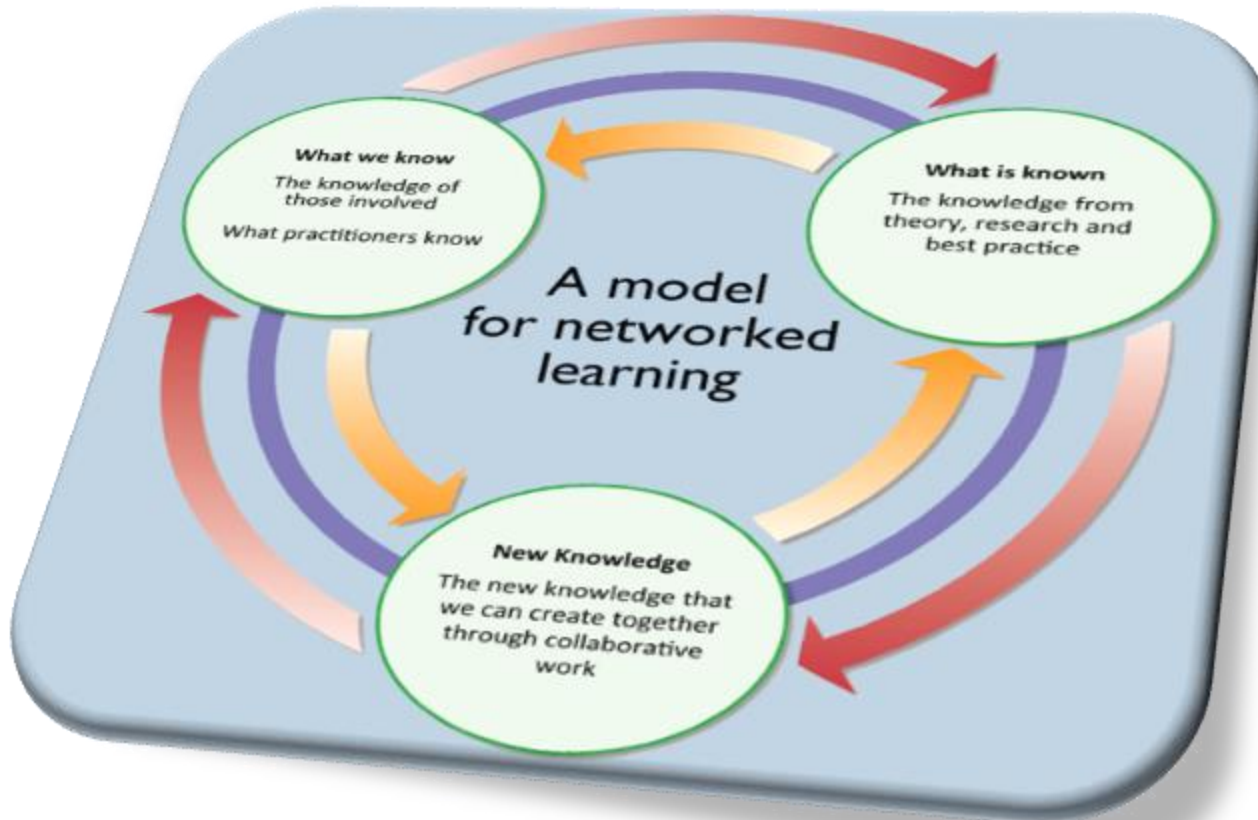 What we know
The knowledge of
those involved
What practitioners know
What is known
The knowledge from
theory, research and
best practice
A model
for networked
learning
New Knowledge
The new knowledge that
we can create together
through collaborative
work